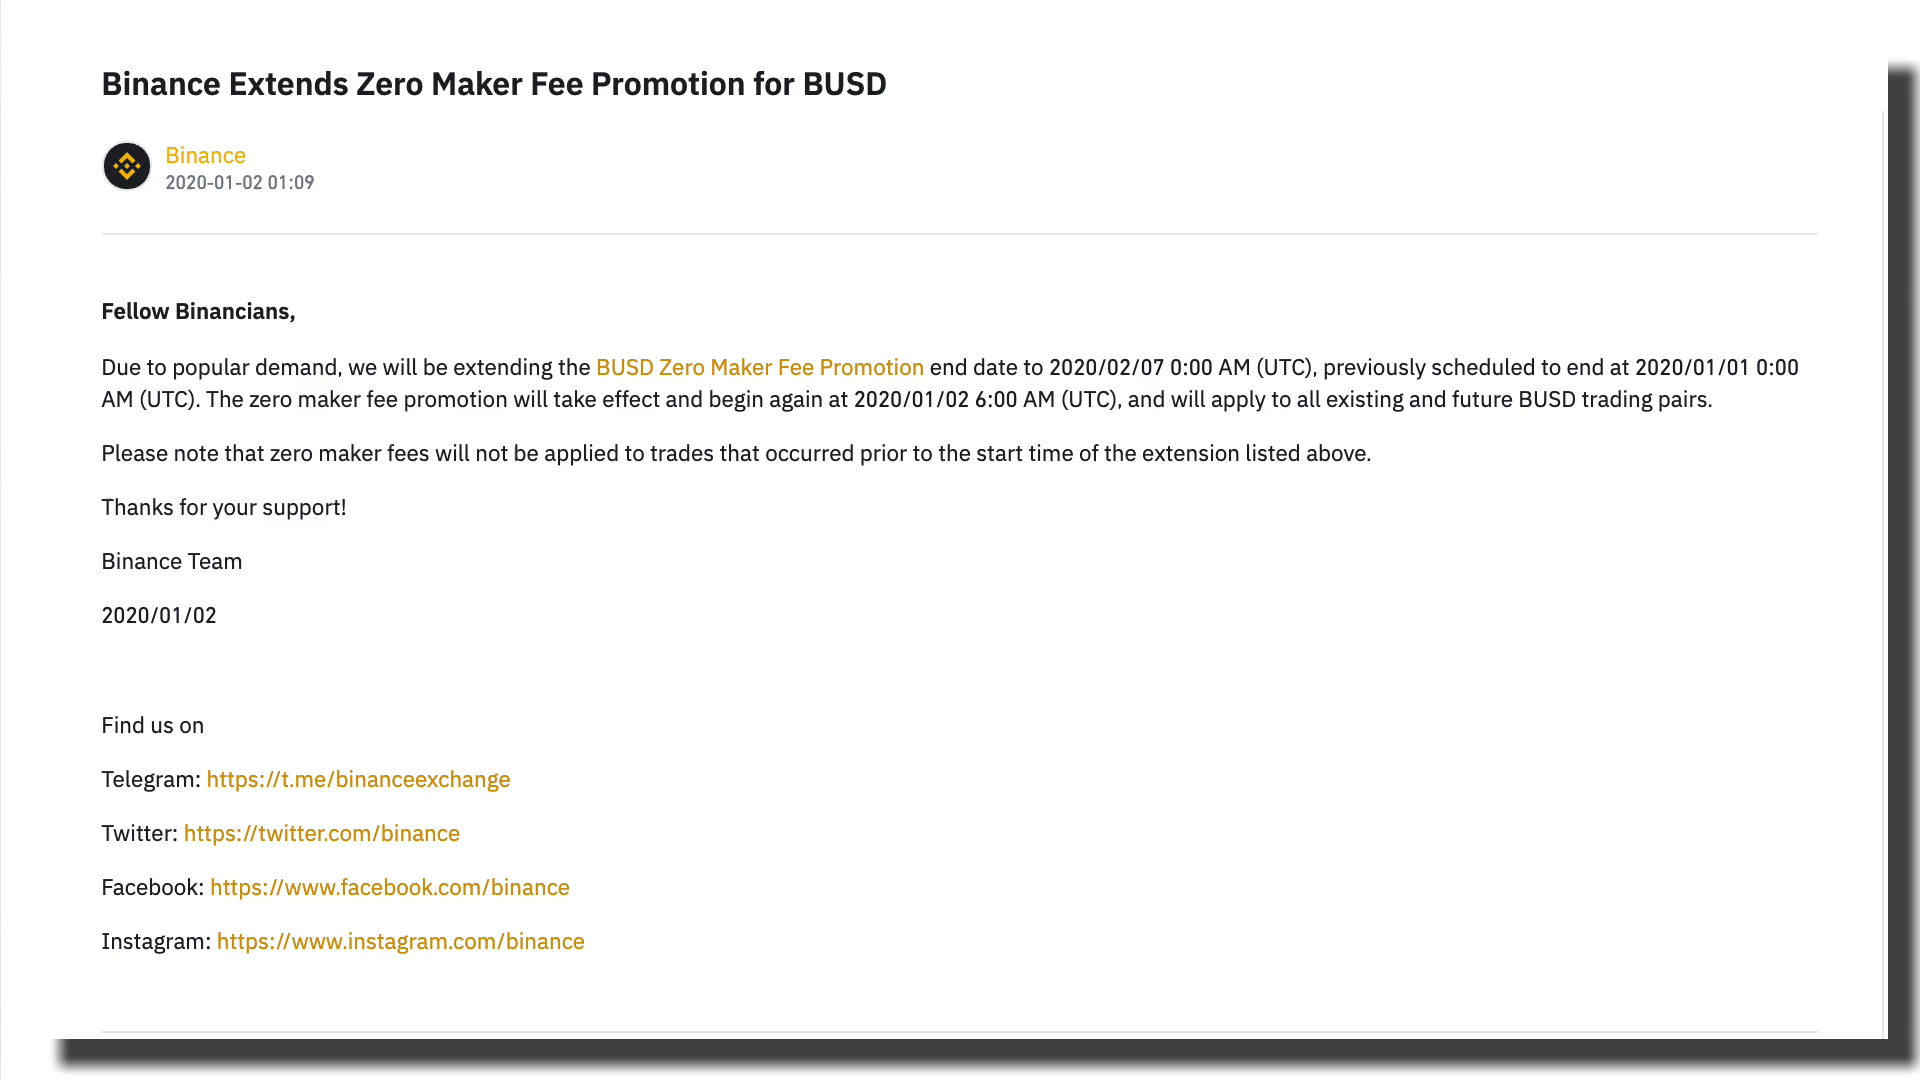 Binance Extends Zero Maker Fee Promotion for BUSD
Binance
2020-01-02 01:09
Fellow Binancians,
Due to popular demand, we will be extending the BUSD Zero Maker Fee Promotion end date to 2020/02/07 0:00 AM (UTC), previously scheduled to end at 2020/01/01 0:00
AM (UTC). The zero maker fee promotion will take effect and begin again at 2020/01/02 6:00 AM (UTC), and will apply to all existing and future BUSD trading pairs.
Please note that zero maker fees will not be applied to trades that occurred prior to the start time of the extension listed above.
Thanks for your support!
Binance Team
2020/01/02
Find us on
Telegram: https://t.me/binanceexchange
Twitter: https://twitter.com/binance
Facebook: https://www.facebook.com/binance
Instagram: https://www.instagram.com/binance